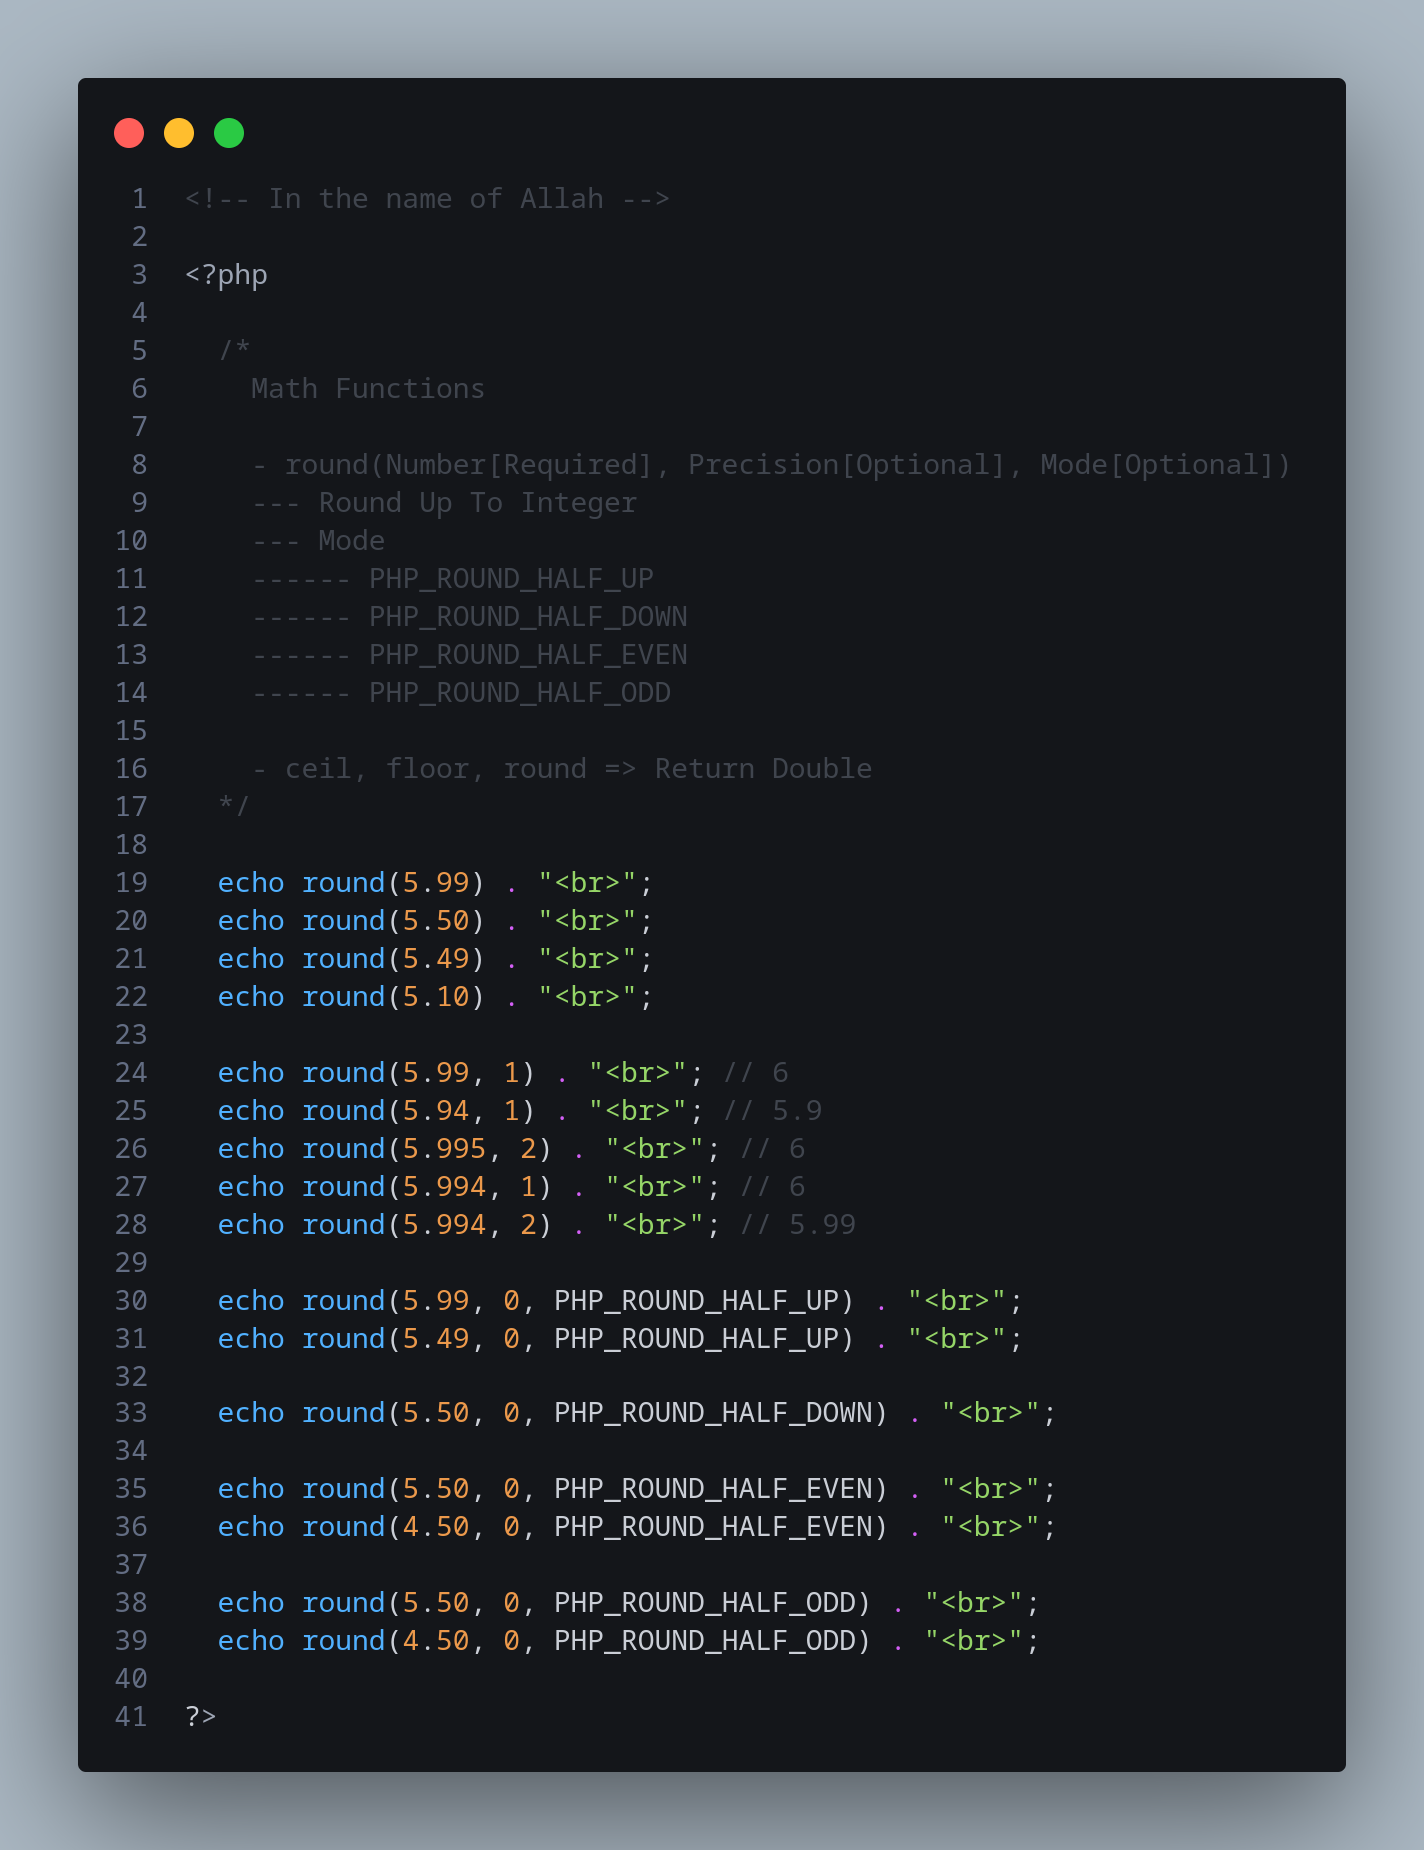 1 <!-- In the name of Allah -->
2
3 <?php
4
5 /*
6 Math Functions
7
8 - round(Number[Required], Precision[Optional], Mode[Optional])
9 --- Round Up To Integer
10 --- Mode
11 ------ PHP_ROUND_HALF_UP
12 ------ PHP_ROUND_HALF_DOWN
13 ------ PHP_ROUND_HALF_EVEN
14 ------ PHP_ROUND_HALF_ODD
15
16 - ceil, floor, round => Return Double
17 */
18
19 echo round(5.99) . "<br>";
20 echo round(5.50) . "<br>";
21 echo round(5.49) . "<br>";
22 echo round(5.10) . "<br>";
23
24 echo round(5.99, 1) . "<br>"; // 6
25 echo round(5.94, 1) . "<br>"; // 5.9
26 echo round(5.995, 2) . "<br>"; // 6
27 echo round(5.994, 1) . "<br>"; // 6
28 echo round(5.994, 2) . "<br>"; // 5.99
29
30 echo round(5.99, 0, PHP_ROUND_HALF_UP) . "<br>";
31 echo round(5.49, 0, PHP_ROUND_HALF_UP) . "<br>";
32
33 echo round(5.50, 0, PHP_ROUND_HALF_DOWN) . "<br>";
34
35 echo round(5.50, 0, PHP_ROUND_HALF_EVEN) . "<br>";
36 echo round(4.50, 0, PHP_ROUND_HALF_EVEN) . "<br>";
37
38 echo round(5.50, 0, PHP_ROUND_HALF_ODD) . "<br>";
39 echo round(4.50, 0, PHP_ROUND_HALF_ODD) . "<br>";
40
41 ?>